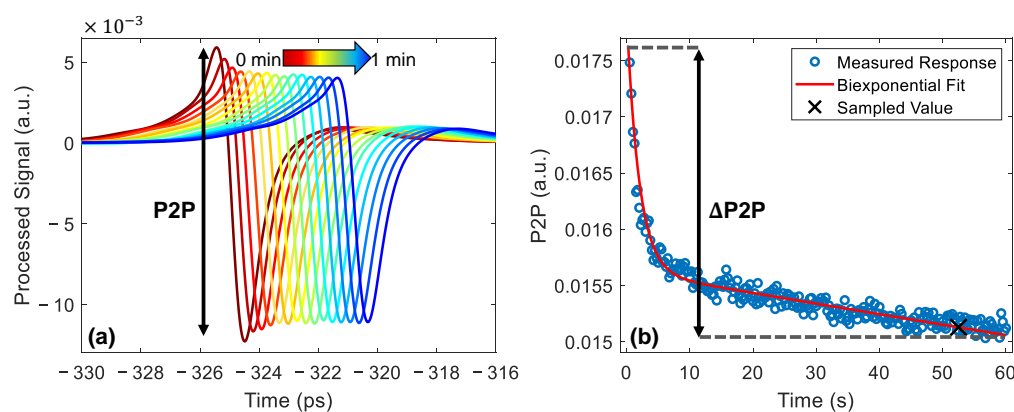 × 10⁻³
Processed Signal (a.u.)
5
0
− 5
− 10
0 min
1 min
P2P
(a)
− 330
− 328
− 326
− 324
− 322
− 320
− 318
− 316
Time (ps)
P2P (a.u.)
0.0175
0.017
0.0165
0.016
0.0155
0.015
Measured Response
Biexponential Fit
Sampled Value
ΔP2P
(b)
0
10
20
30
40
50
60
Time (s)